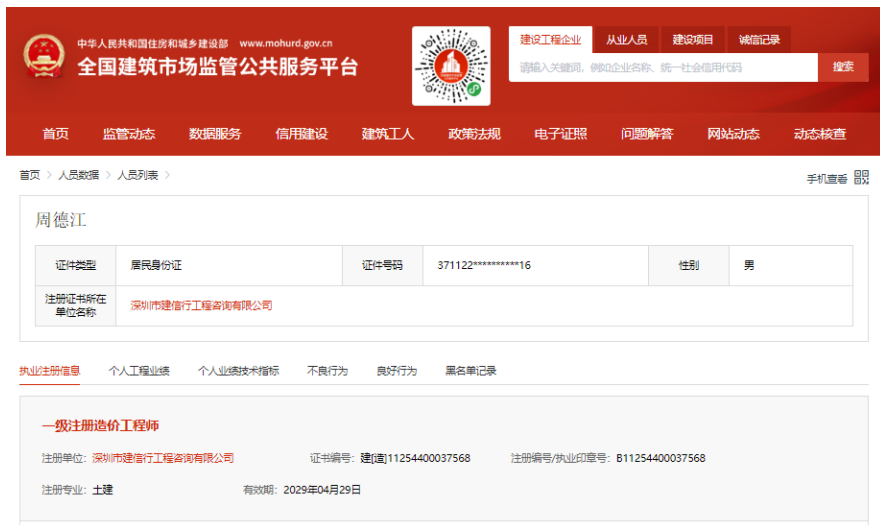 中华人民共和国住房和城乡建设部 www.mohurd.gov.cn
全国建筑市场监管公共服务平台
建设工程企业 从业人员 建设项目 诚信记录
请输入关键词，例如企业名称、统一社会信用代码 搜索
首页 监管动态 数据服务 信用建设 建筑工人 政策法规 电子证照 问题解答 网站动态 动态核查
首页 > 人员数据 > 人员列表 >
手机查看
周德江
证件类型 居民身份证 证件号码 371122**********16 性别 男
注册证书所在
单位名称 深圳市建信行工程咨询有限公司
执业注册信息 个人工程业绩 个人业绩技术指标 不良行为 良好行为 黑名单记录
一级注册造价工程师
注册单位：深圳市建信行工程咨询有限公司 证书编号：建[造]11254400037568 注册编号/执业印章号：B11254400037568
注册专业：土建 有效期：2029年04月29日